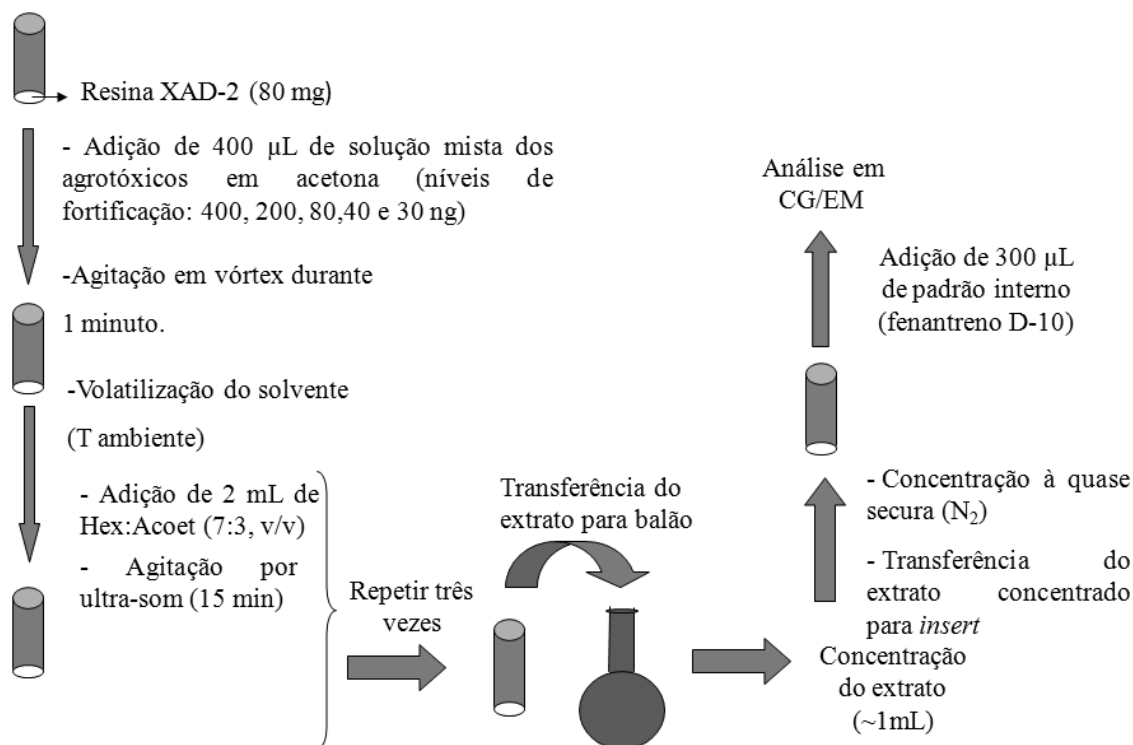 Resina XAD-2 (80 mg)
- Adição de 400 µL de solução mista dos
agrotóxicos em acetona (níveis de
fortificação: 400, 200, 80,40 e 30 ng)
-Agitação em vórtex durante
1 minuto.
-Volatilização do solvente
(T ambiente)
- Adição de 2 mL de
Hex:Acoet (7:3, v/v)
- Agitação por
ultra-som (15 min)
Repetir três
vezes
Transferência do
extrato para balão
Concentração
do extrato
(~1mL)
- Concentração à quase
secura (N₂)
- Transferência do
extrato concentrado
para insert
Adição de 300 µL
de padrão interno
(fenantreno D-10)
Análise em
CG/EM